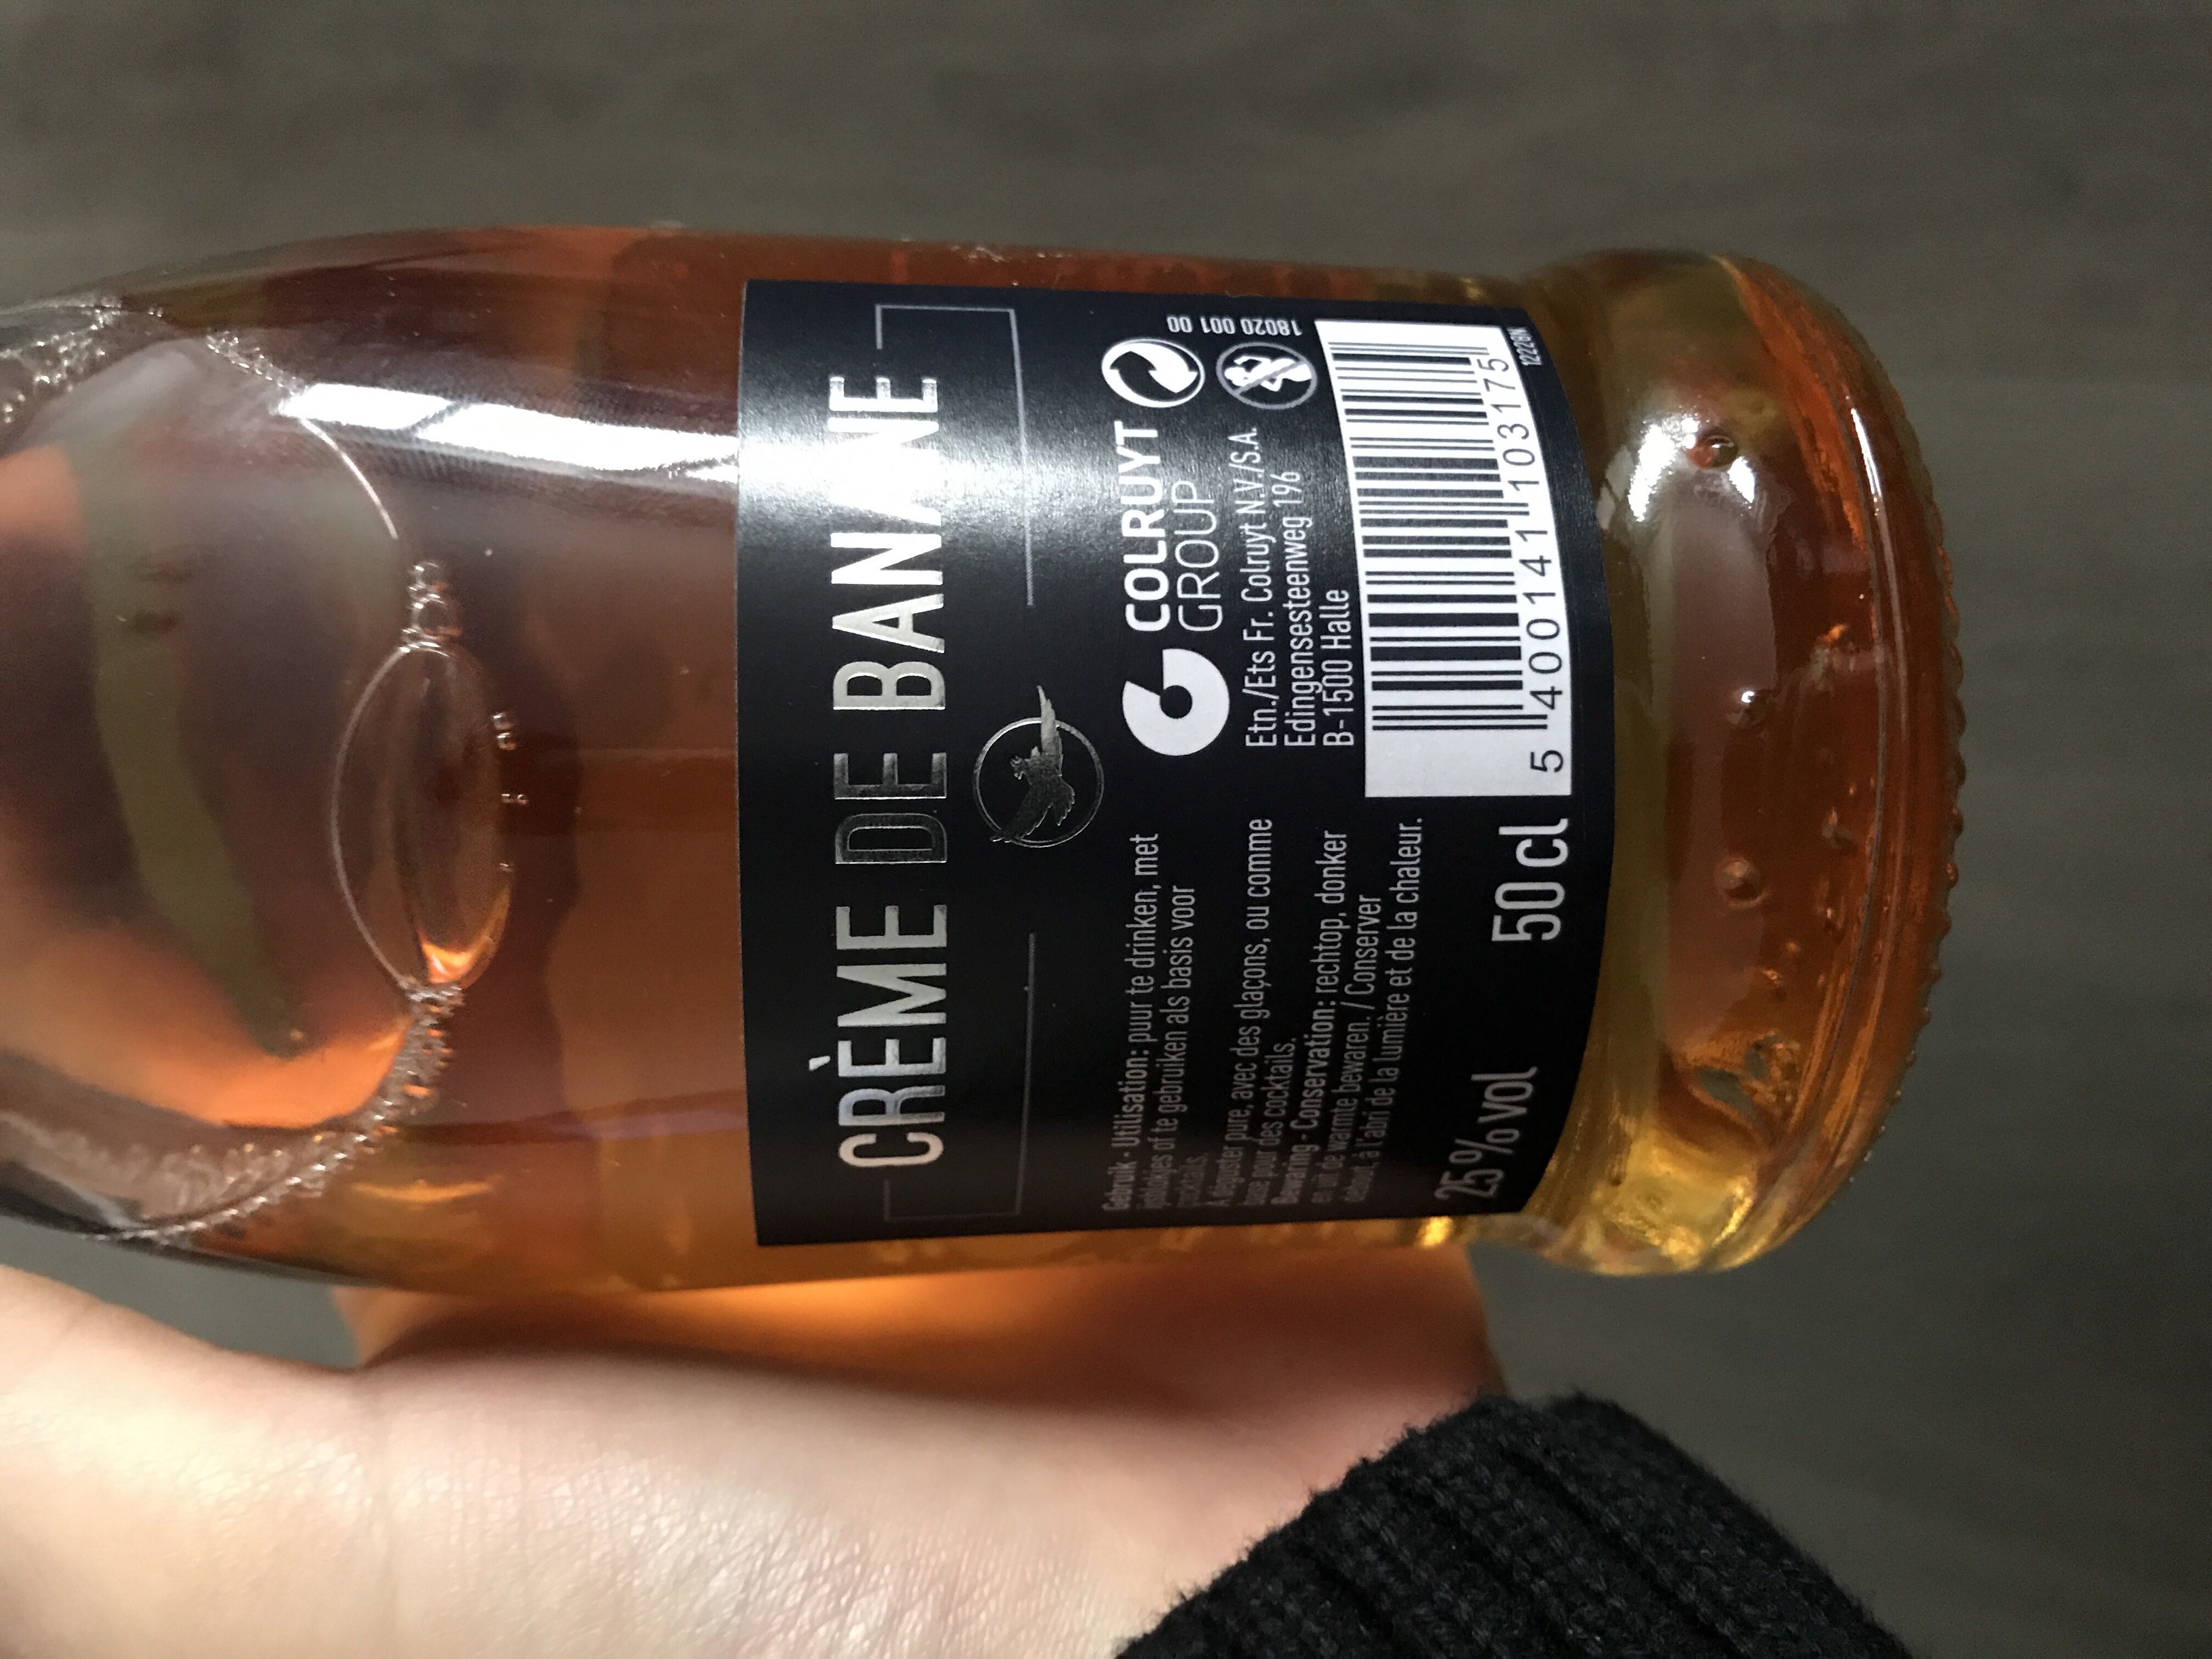 CRÈME DE BANANE
Gebruik - Utilisation: puur te drinken, met
ijsblokjes of te gebruiken als basis voor
cocktails.
À déguster pure, avec des glaçons, ou comme
base pour des cocktails.
Bewaring - Conservation: rechtop, donker
en uit de warmte bewaren. / Conserver
debout, à l'abri de la lumière et de la chaleur.
25 % vol
50 cl
COLRUYT
GROUP
Etn./Ets Fr. Colruyt N.V./S.A.
Edingensesteenweg 196
B-1500 Halle
18020 001 00
5 400141 103175
12228N